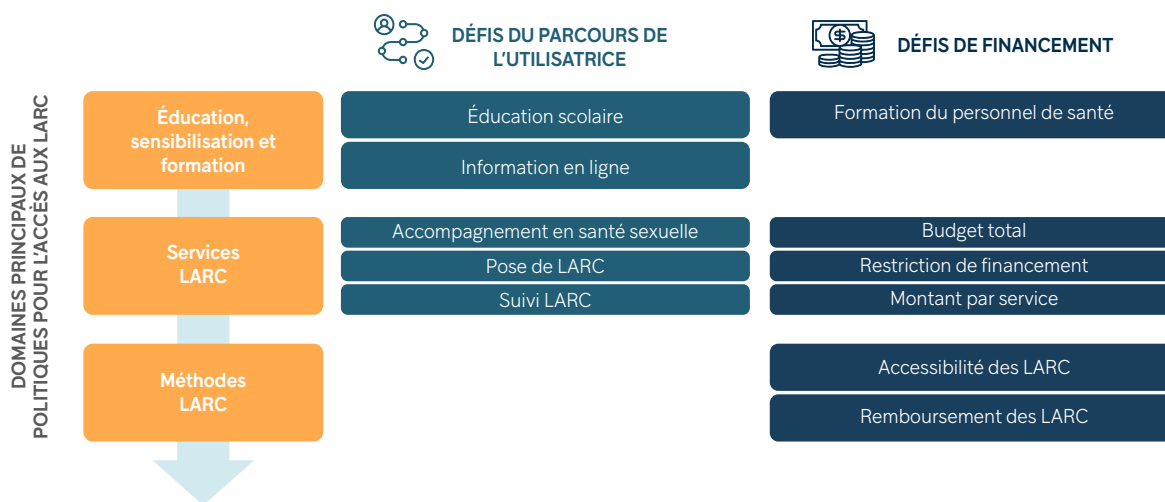 DÉFIS DU PARCOURS DE
L'UTILISATRICE
DÉFIS DE FINANCEMENT
DOMAINES PRINCIPAUX DE
POLITIQUES POUR L'ACCÈS AUX LARC
Éducation,
sensibilisation et
formation
Éducation scolaire
Information en ligne
Formation du personnel de santé
Services
LARC
Accompagnement en santé sexuelle
Pose de LARC
Suivi LARC
Budget total
Restriction de financement
Montant par service
Méthodes
LARC
Accessibilité des LARC
Remboursement des LARC